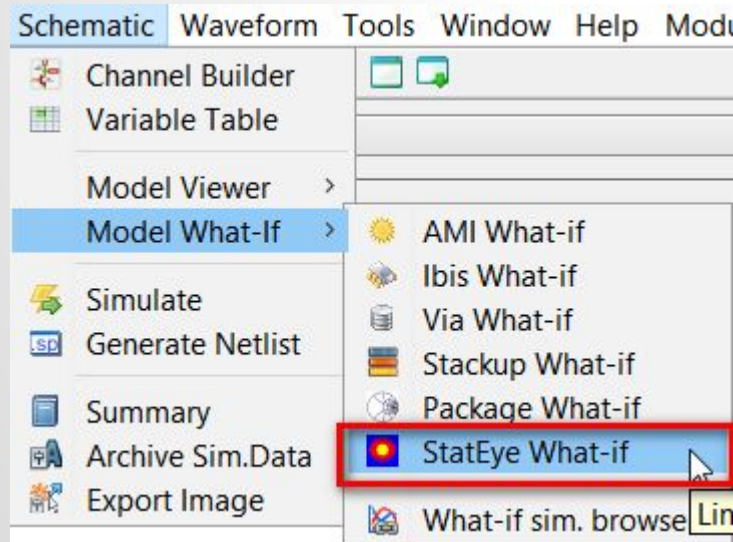 Schematic Waveform Tools Window Help
Channel Builder
Variable Table
Model Viewer >
Model What-If >
Simulate
.sp Generate Netlist
Summary
Archive Sim.Data
Export Image
AMI What-if
Ibis What-if
Via What-if
Stackup What-if
Package What-if
StatEye What-if
What-if sim. browse
Lin